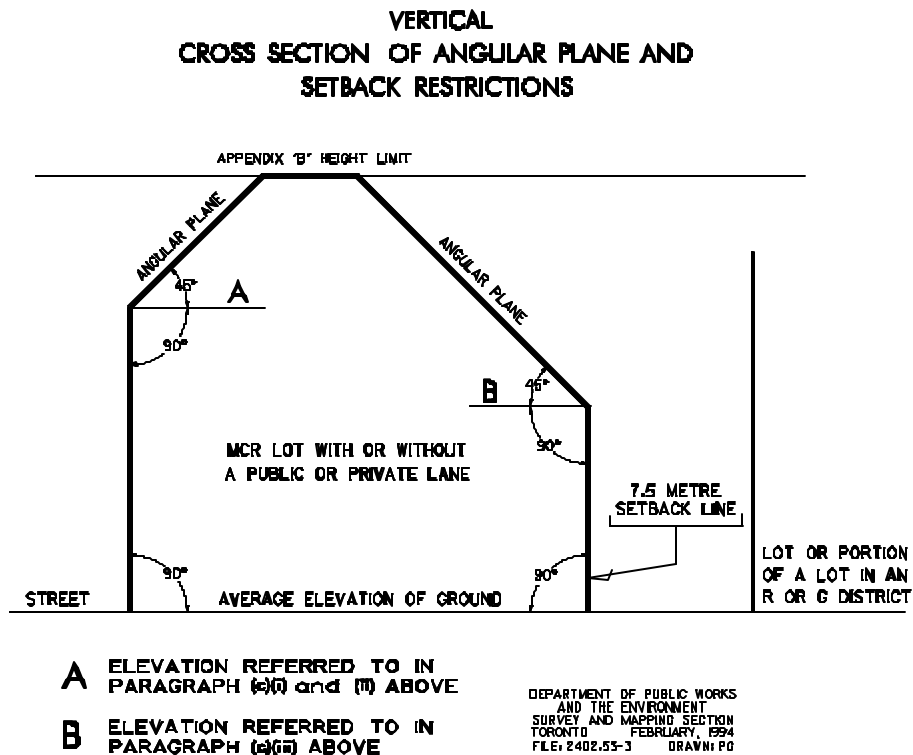 VERTICAL
CROSS SECTION OF ANGULAR PLANE AND
SETBACK RESTRICTIONS
APPENDIX 'B' HEIGHT LIMIT
ANGULAR PLANE
ANGULAR PLANE
45°
A
90°
45°
B
90°
MCR LOT WITH OR WITHOUT
A PUBLIC OR PRIVATE LANE
7.5 METRE
SETBACK LINE
LOT OR PORTION
OF A LOT IN AN
R OR G DISTRICT
90°
90°
STREET
AVERAGE ELEVATION OF GROUND
A ELEVATION REFERRED TO IN
PARAGRAPH (c)(i) and (ii) ABOVE
B ELEVATION REFERRED TO IN
PARAGRAPH (c)(iii) ABOVE
DEPARTMENT OF PUBLIC WORKS
AND THE ENVIRONMENT
SURVEY AND MAPPING SECTION
TORONTO FEBRUARY, 1994
FILE: 2402.55-3 DRAWN: PO